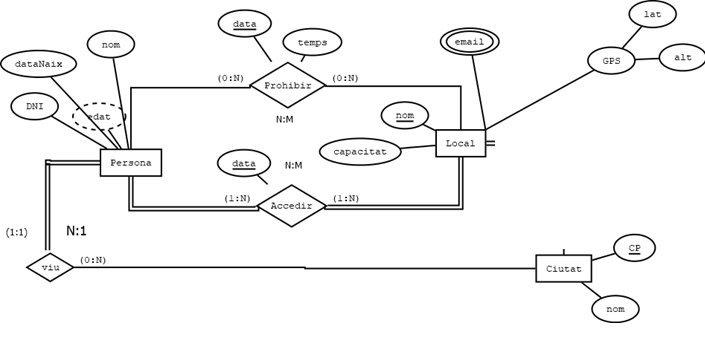 lat
data
nom
temps
email
dataNaix
GPS
alt
(0:N)
(0:N)
Prohibir
DNI
edat
nom
N:M
Local
capacitat
Persona
data
N:M
(1:N)
(1:N)
Accedir
(1:1)
N:1
CP
(0:N)
viu
Ciutat
nom